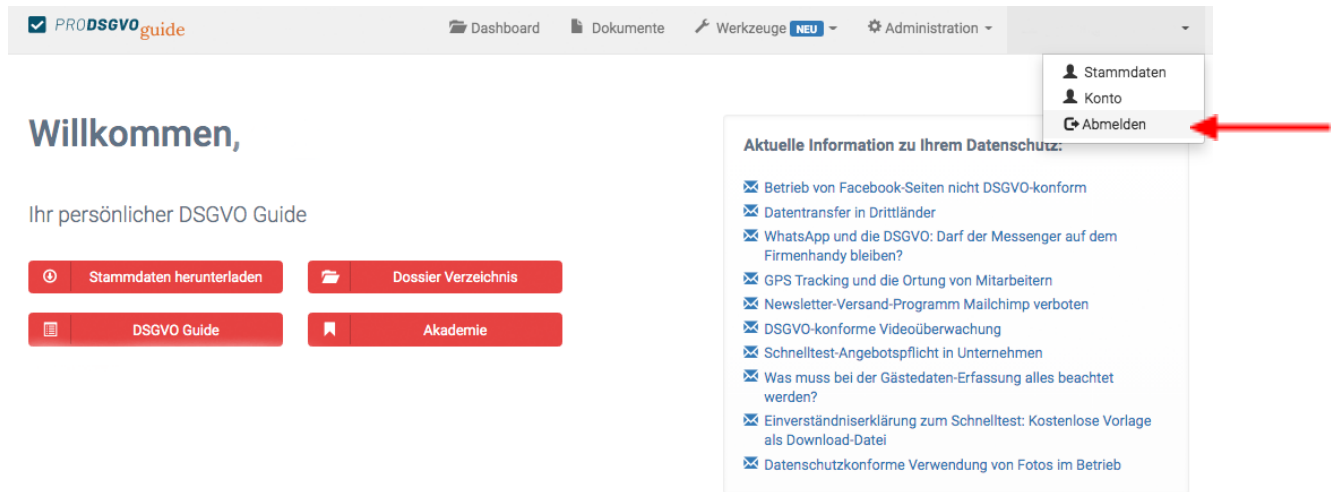 PRODSGVO guide
Dashboard
Dokumente
Werkzeuge NEU
Administration
Stammdaten
Konto
Abmelden
Willkommen,
Ihr persönlicher DSGVO Guide
Stammdaten herunterladen
Dossier Verzeichnis
DSGVO Guide
Akademie
Aktuelle Information zu Ihrem Datenschutz:
Betrieb von Facebook-Seiten nicht DSGVO-konform
Datentransfer in Drittländer
WhatsApp und die DSGVO: Darf der Messenger auf dem
Firmenhandy bleiben?
GPS Tracking und die Ortung von Mitarbeitern
Newsletter-Versand-Programm Mailchimp verboten
DSGVO-konforme Videoüberwachung
Schnelltest-Angebotspflicht in Unternehmen
Was muss bei der Gästedaten-Erfassung alles beachtet
werden?
Einverständniserklärung zum Schnelltest: Kostenlose Vorlage
als Download-Datei
Datenschutzkonforme Verwendung von Fotos im Betrieb